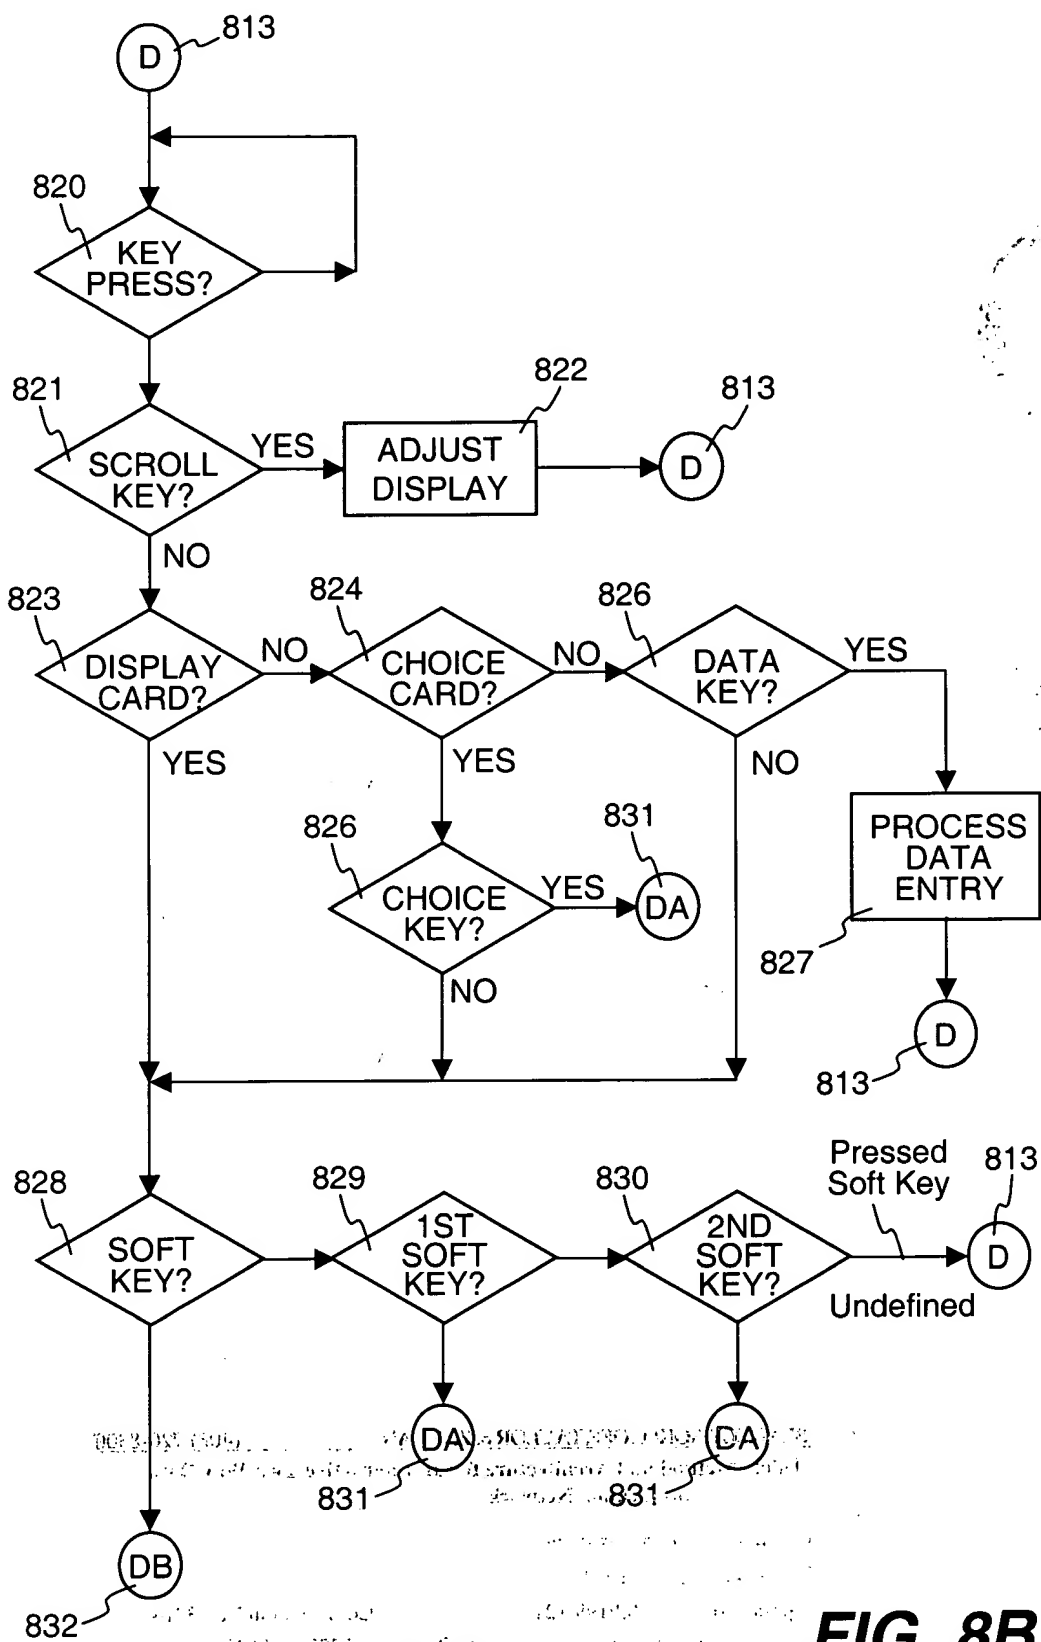 D
813
820
KEY
PRESS?
821
SCROLL
KEY?
YES
822
ADJUST
DISPLAY
813
D
NO
823
DISPLAY
CARD?
NO
824
CHOICE
CARD?
NO
826
DATA
KEY?
YES
YES
YES
NO
826
CHOICE
KEY?
YES
831
DA
NO
PROCESS
DATA
ENTRY
827
D
813
828
SOFT
KEY?
829
1ST
SOFT
KEY?
830
2ND
SOFT
KEY?
Pressed
Soft Key
Undefined
813
D
DA
831
DA
831
DB
832
FIG. 8B